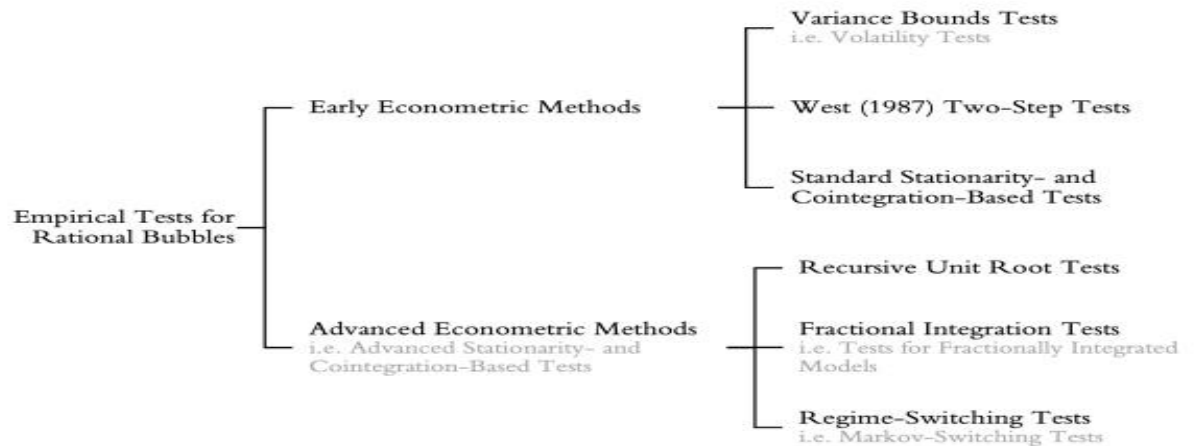 Empirical Tests for
Rational Bubbles
Early Econometric Methods
Variance Bounds Tests
i.e. Volatility Tests
West (1987) Two-Step Tests
Standard Stationarity- and
Cointegration-Based Tests
Advanced Econometric Methods
i.e. Advanced Stationarity- and
Cointegration-Based Tests
Recursive Unit Root Tests
Fractional Integration Tests
i.e. Tests for Fractionally Integrated
Models
Regime-Switching Tests
i.e. Markov-Switching Tests